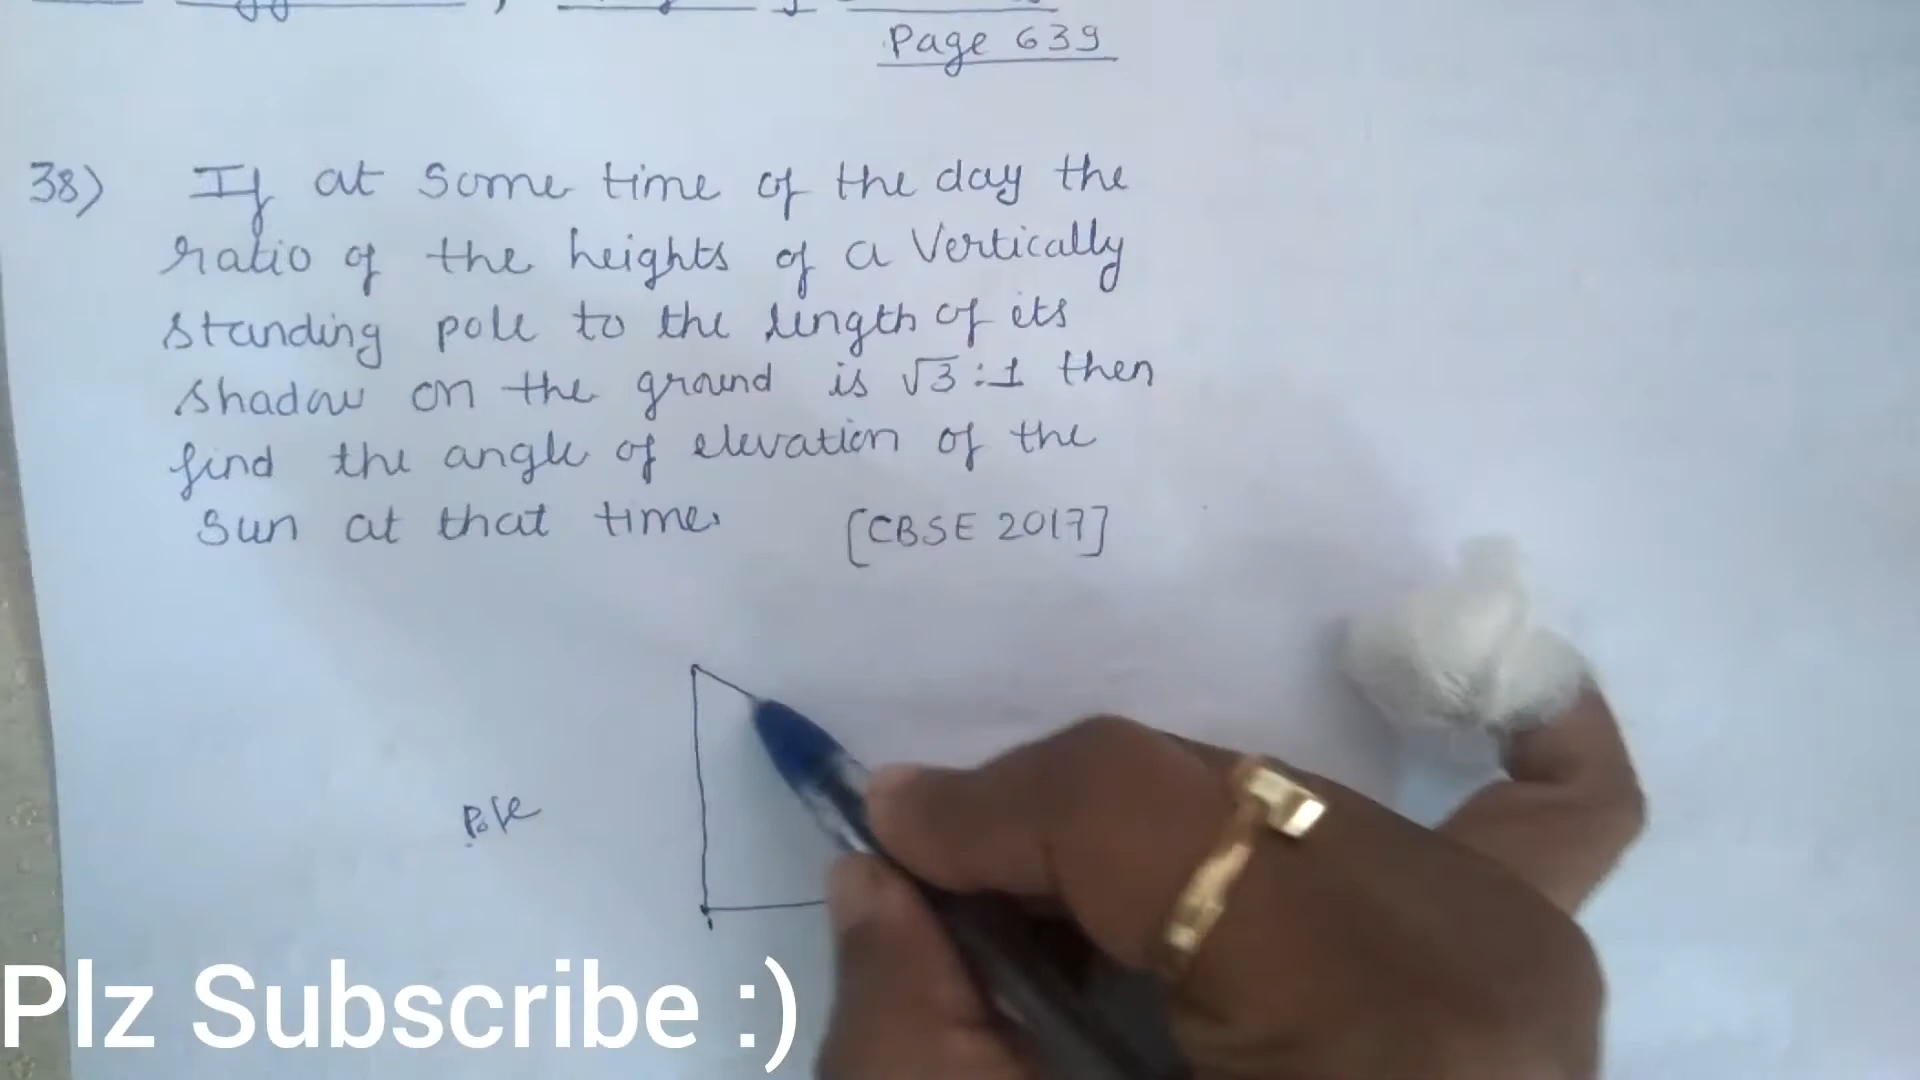 Page 639
38) If at some time of the day the
ratio of the heights of a Vertically
standing pole to the length of its
shadow on the ground is √3:1 then
find the angle of elevation of the
Sun at that time.
[CBSE 2017]
Pole
Plz Subscribe :)